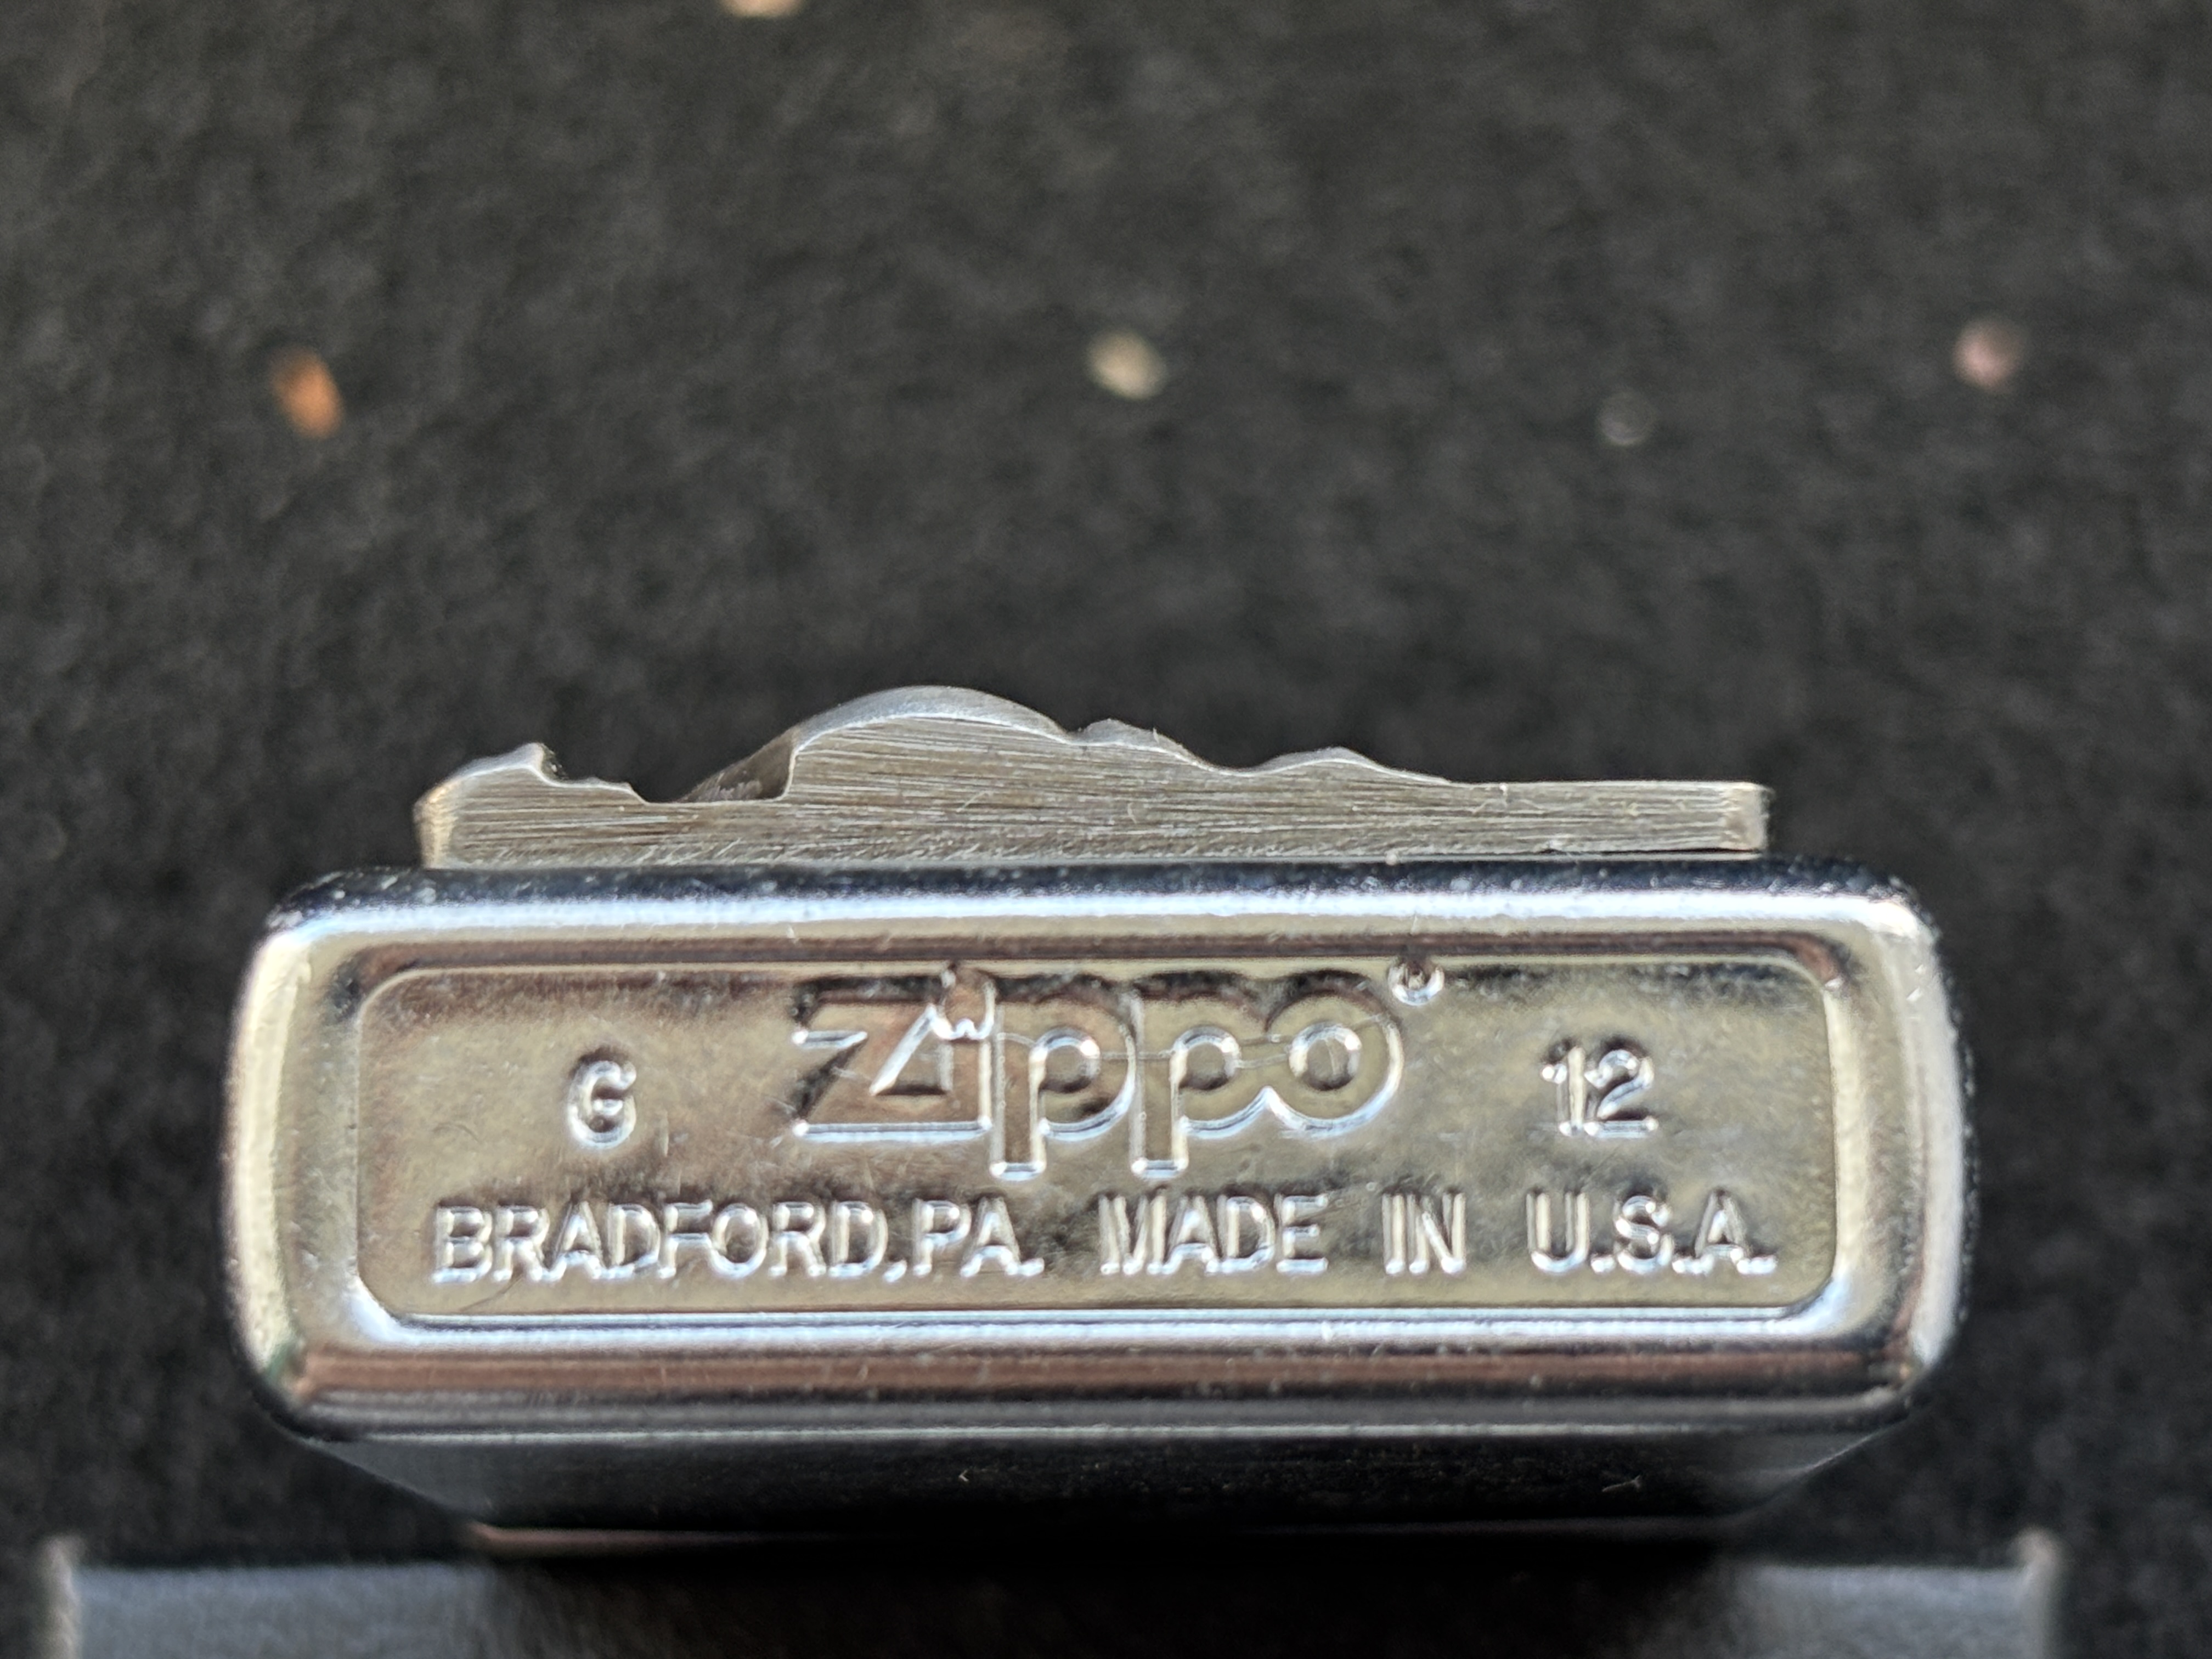 G Zippo® 12
BRADFORD,PA. MADE IN U.S.A.